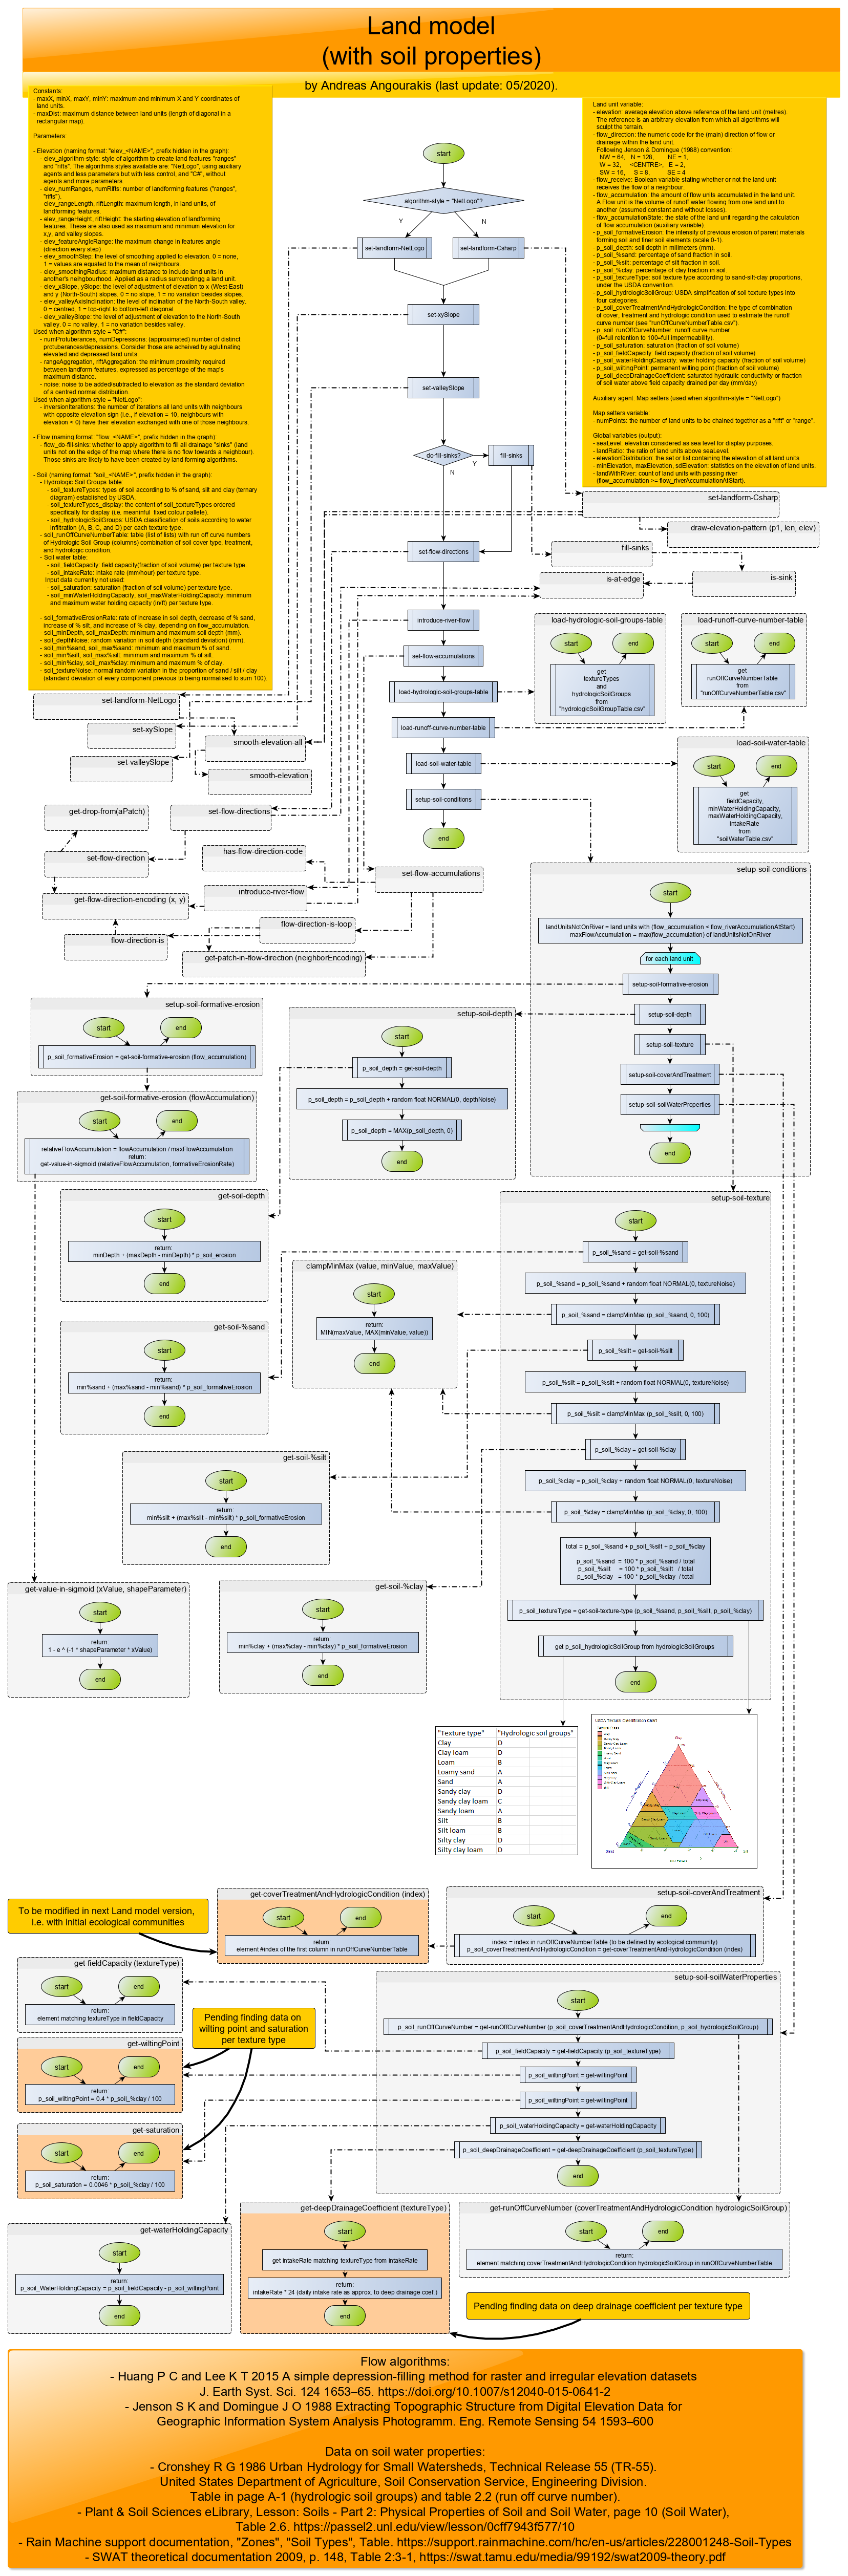 Land model
(with soil properties)
by Andreas Angourakis (last update: 05/2020).
Constants:
- maxX, minX, maxY, minY: maximum and minimum X and Y coordinates of
land units.
- maxDist: maximum distance between land units (length of diagonal in a
rectangular map).
Parameters:
- Elevation (naming format: "elev_<NAME>", prefix hidden in the graph):
- elev_algorithm-style: style of algorithm to create land features "ranges"
and "rifts". The algorithms styles available are: "NetLogo", using auxiliary
agents and less parameters but with less control, and "C#", without
agents and more parameters.
- elev_numRanges, numRifts: number of landforming features ("ranges",
"rifts").
- elev_rangeLength, riftLength: maximum length, in land units, of
landforming features.
- elev_rangeHeight, riftHeight: the starting elevation of landforming
features. These are also used as maximum and minimum elevation for
x,y, and valley slopes.
- elev_featureAngleRange: the maximum change in features angle
(direction every step)
- elev_smoothStep: the level of smoothing applied to elevation. 0 = none,
1 = values are equated to the mean of neighbours.
- elev_smoothingRadius: maximum distance to include land units in
another's neihgbourhood. Applied as a radius surroundinga a land unit.
- elev_xSlope, ySlope: the level of adjustment of elevation to x (West-East)
and y (North-South) slopes. 0 = no slope, 1 = no variation besides slopes.
- elev_valleyAxisInclination: the level of inclination of the North-South valley.
0 = centred, 1 = top-right to bottom-left diagonal.
- elev_valleySlope: the level of adjustment of elevation to the North-South
valley. 0 = no valley, 1 = no variation besides valley.
Used when algorithm-style = "C#":
- numProtuberances, numDepressions: (approximated) number of distinct
protuberances/depressions. Consider those are acheived by aglutinating
elevated and depressed land units.
- rangeAggregation, riftAggregation: the minimum proximity required
between landform features, expressed as percentage of the map's
maximum distance.
- noise: noise to be added/subtracted to elevation as the standard deviation
of a centred normal distribution.
Used when algorithm-style = "NetLogo":
- inversionIterations: the number of iterations all land units with neighbours
with opposite elevation sign (i.e., if elevation = 10, neighbours with
elevation < 0) have their elevation exchanged with one of those neighbours.
- Flow (naming format: "flow_<NAME>", prefix hidden in the graph):
- flow_do-fill-sinks: whether to apply algorithm to fill all drainage "sinks" (land
units not on the edge of the map where there is no flow towards a neighbour).
Those sinks are likely to have been created by land forming algorithms.
- Soil (naming format: "soil_<NAME>", prefix hidden in the graph):
- Hydrologic Soil Groups table:
- soil_textureTypes: types of soil according to % of sand, silt and clay (ternary
diagram) established by USDA.
- soil_textureTypes_display: the content of soil_textureTypes ordered
specifically for display (i.e. meaninful fixed colour pallete).
- soil_hydrologicSoilGroups: USDA classification of soils according to water
infiltration (A, B, C, and D) per each texture type.
- soil_runOffCurveNumberTable: table (list of lists) with run off curve numbers
of Hydrologic Soil Group (columns) combination of soil cover type, treatment,
and hydrologic condition.
- Soil water table:
- soil_fieldCapacity: field capacity(fraction of soil volume) per texture type.
- soil_intakeRate: intake rate (mm/hour) per texture type.
Input data currently not used:
- soil_saturation: saturation (fraction of soil volume) per texture type.
- soil_minWaterHoldingCapacity, soil_maxWaterHoldingCapacity: minimum
and maximum water holding capacity (in/ft) per texture type.
- soil_formativeErosionRate: rate of increase in soil depth, decrease of % sand,
increase of % silt, and increase of % clay, depending on flow_accumulation.
- soil_minDepth, soil_maxDepth: minimum and maximum soil depth (mm).
- soil_depthNoise: random variation in soil depth (standard deviation) (mm).
- soil_min%sand, soil_max%sand: minimum and maximum % of sand.
- soil_min%silt, soil_max%silt: minimum and maximum % of silt.
- soil_min%clay, soil_max%clay: minimum and maximum % of clay.
- soil_textureNoise: normal random variation in the proportion of sand / silt / clay
(standard deviation of every component previous to being normalised to sum 100).
Land unit variable:
- elevation: average elevation above reference of the land unit (metres).
The reference is an arbitrary elevation from which all algorithms will
sculpt the terrain.
- flow_direction: the numeric code for the (main) direction of flow or
drainage within the land unit.
Following Jenson & Domingue (1988) convention:
NW = 64, N = 128, NE = 1,
W = 32, <CENTRE>, E = 2,
SW = 16, S = 8, SE = 4
- flow_receive: Boolean variable stating whether or not the land unit
receives the flow of a neighbour.
- flow_accumulation: the amount of flow units accumulated in the land unit.
A Flow unit is the volume of runoff water flowing from one land unit to
another (assumed constant and without losses).
- flow_accumulationState: the state of the land unit regarding the calculation
of flow accumulation (auxiliary variable).
- p_soil_formativeErosion: the intensity of previous erosion of parent materials
forming soil and finer soil elements (scale 0-1).
- p_soil_depth: soil depth in milimeters (mm).
- p_soil_%sand: percentage of sand fraction in soil.
- p_soil_%silt: percentage of silt fraction in soil.
- p_soil_%clay: percentage of clay fraction in soil.
- p_soil_textureType: soil texture type according to sand-silt-clay proportions,
under the USDA convention.
- p_soil_hydrologicSoilGroup: USDA simplification of soil texture types into
four categories.
- p_soil_coverTreatmentAndHydrologicCondition: the type of combination
of cover, treatment and hydrologic condition used to estimate the runoff
curve number (see "runOffCurveNumberTable.csv").
- p_soil_runOffCurveNumber: runoff curve number
(0=full retention to 100=full impermeability).
- p_soil_saturation: saturation (fraction of soil volume)
- p_soil_fieldCapacity: field capacity (fraction of soil volume)
- p_soil_waterHoldingCapacity: water holding capacity (fraction of soil volume)
- p_soil_wiltingPoint: permanent wilting point (fraction of soil volume)
- p_soil_deepDrainageCoefficient: saturated hydraulic conductivity or fraction
of soil water above field capacity drained per day (mm/day)
Auxiliary agent: Map setters (used when algorithm-style = "NetLogo")
Map setters variable:
- numPoints: the number of land units to be chained together as a "rift" or "range".
Global variables (output):
- seaLevel: elevation considered as sea level for display purposes.
- landRatio: the ratio of land units above seaLevel.
- elevationDistribution: the set or list containing the elevation of all land units
- minElevation, maxElevation, sdElevation: statistics on the elevation of land units.
- landWithRiver: count of land units with passing river
(flow_accumulation >= flow_riverAccumulationAtStart).
start
algorithm-style = "NetLogo"?
Y
N
set-landform-NetLogo
set-landform-Csharp
set-xySlope
set-valleySlope
do-fill-sinks?
Y
N
fill-sinks
set-flow-directions
introduce-river-flow
set-flow-accumulations
load-hydrologic-soil-groups-table
load-runoff-curve-number-table
load-soil-water-table
setup-soil-conditions
end
set-landform-Csharp
draw-elevation-pattern (p1, len, elev)
fill-sinks
is-at-edge
is-sink
load-hydrologic-soil-groups-table
start
end
get
textureTypes
and
hydrologicSoilGroups
from
"hydrologicSoilGroupTable.csv"
load-runoff-curve-number-table
start
end
get
runOffCurveNumberTable
from
"runOffCurveNumberTable.csv"
load-soil-water-table
start
end
get
fieldCapacity,
minWaterHoldingCapacity,
maxWaterHoldingCapacity,
intakeRate
from
"soilWaterTable.csv"
set-landform-NetLogo
set-xySlope
smooth-elevation-all
set-valleySlope
smooth-elevation
get-drop-from(aPatch)
set-flow-directions
has-flow-direction-code
set-flow-direction
set-flow-accumulations
introduce-river-flow
get-flow-direction-encoding (x, y)
flow-direction-is-loop
flow-direction-is
get-patch-in-flow-direction (neighborEncoding)
setup-soil-conditions
start
landUnitsNotOnRiver = land units with (flow_accumulation < flow_riverAccumulationAtStart)
maxFlowAccumulation = max(flow_accumulation) of landUnitsNotOnRiver
for each land unit
setup-soil-formative-erosion
setup-soil-depth
setup-soil-texture
setup-soil-coverAndTreatment
setup-soil-soilWaterProperties
end
setup-soil-formative-erosion
start
end
p_soil_formativeErosion = get-soil-formative-erosion (flow_accumulation)
get-soil-formative-erosion (flowAccumulation)
start
end
relativeFlowAccumulation = flowAccumulation / maxFlowAccumulation
return:
get-value-in-sigmoid (relativeFlowAccumulation, formativeErosionRate)
setup-soil-depth
start
p_soil_depth = get-soil-depth
p_soil_depth = p_soil_depth + random float NORMAL(0, depthNoise)
p_soil_depth = MAX(p_soil_depth, 0)
end
get-soil-depth
start
return:
minDepth + (maxDepth - minDepth) * p_soil_erosion
end
get-soil-%sand
start
return:
min%sand + (max%sand - min%sand) * p_soil_formativeErosion
end
clampMinMax (value, minValue, maxValue)
start
return:
MIN(maxValue, MAX(minValue, value))
end
get-soil-%silt
start
return:
min%silt + (max%silt - min%silt) * p_soil_formativeErosion
end
get-value-in-sigmoid (xValue, shapeParameter)
start
return:
1 - e ^ (-1 * shapeParameter * xValue)
end
get-soil-%clay
start
return:
min%clay + (max%clay - min%clay) * p_soil_formativeErosion
end
setup-soil-texture
start
p_soil_%sand = get-soil-%sand
p_soil_%sand = p_soil_%sand + random float NORMAL(0, textureNoise)
p_soil_%sand = clampMinMax (p_soil_%sand, 0, 100)
p_soil_%silt = get-soil-%silt
p_soil_%silt = p_soil_%silt + random float NORMAL(0, textureNoise)
p_soil_%silt = clampMinMax (p_soil_%silt, 0, 100)
p_soil_%clay = get-soil-%clay
p_soil_%clay = p_soil_%clay + random float NORMAL(0, textureNoise)
p_soil_%clay = clampMinMax (p_soil_%clay, 0, 100)
total = p_soil_%sand + p_soil_%silt + p_soil_%clay
p_soil_%sand = 100 * p_soil_%sand / total
p_soil_%silt = 100 * p_soil_%silt / total
p_soil_%clay = 100 * p_soil_%clay / total
p_soil_textureType = get-soil-texture-type (p_soil_%sand, p_soil_%silt, p_soil_%clay)
get p_soil_hydrologicSoilGroup from hydrologicSoilGroups
end
"Texture type" "Hydrologic soil groups"
Clay D
Clay loam D
Loam B
Loamy sand A
Sand A
Sandy clay D
Sandy clay loam C
Sandy loam A
Silt B
Silt loam B
Silty clay D
Silty clay loam D
USDA Textural Classification Chart
To be modified in next Land model version,
i.e. with initial ecological communities
get-coverTreatmentAndHydrologicCondition (index)
start
end
return:
element #index of the first column in runOffCurveNumberTable
setup-soil-coverAndTreatment
start
end
index = index in runOffCurveNumberTable (to be defined by ecological community)
p_soil_coverTreatmentAndHydrologicCondition = get-coverTreatmentAndHydrologicCondition (index)
get-fieldCapacity (textureType)
start
end
return:
element matching textureType in fieldCapacity
Pending finding data on
wilting point and saturation
per texture type
get-wiltingPoint
start
end
return:
p_soil_wiltingPoint = 0.4 * p_soil_%clay / 100
get-saturation
start
end
return:
p_soil_saturation = 0.0046 * p_soil_%clay / 100
setup-soil-soilWaterProperties
start
p_soil_runOffCurveNumber = get-runOffCurveNumber (p_soil_coverTreatmentAndHydrologicCondition, p_soil_hydrologicSoilGroup)
p_soil_fieldCapacity = get-fieldCapacity (p_soil_textureType)
p_soil_wiltingPoint = get-wiltingPoint
p_soil_wiltingPoint = get-wiltingPoint
p_soil_waterHoldingCapacity = get-waterHoldingCapacity
p_soil_deepDrainageCoefficient = get-deepDrainageCoefficient (p_soil_textureType)
end
get-waterHoldingCapacity
start
return:
p_soil_WaterHoldingCapacity = p_soil_fieldCapacity - p_soil_wiltingPoint
end
get-deepDrainageCoefficient (textureType)
start
get intakeRate matching textureType from intakeRate
return:
intakeRate * 24 (daily intake rate as approx. to deep drainage coef.)
end
get-runOffCurveNumber (coverTreatmentAndHydrologicCondition hydrologicSoilGroup)
start
end
return:
element matching coverTreatmentAndHydrologicCondition hydrologicSoilGroup in runOffCurveNumberTable
Pending finding data on deep drainage coefficient per texture type
Flow algorithms:
- Huang P C and Lee K T 2015 A simple depression-filling method for raster and irregular elevation datasets
J. Earth Syst. Sci. 124 1653–65. https://doi.org/10.1007/s12040-015-0641-2
- Jenson S K and Domingue J O 1988 Extracting Topographic Structure from Digital Elevation Data for
Geographic Information System Analysis Photogramm. Eng. Remote Sensing 54 1593–600
Data on soil water properties:
- Cronshey R G 1986 Urban Hydrology for Small Watersheds, Technical Release 55 (TR-55).
United States Department of Agriculture, Soil Conservation Service, Engineering Division.
Table in page A-1 (hydrologic soil groups) and table 2.2 (run off curve number).
- Plant & Soil Sciences eLibrary, Lesson: Soils - Part 2: Physical Properties of Soil and Soil Water, page 10 (Soil Water),
Table 2.6. https://passel2.unl.edu/view/lesson/0cff7943f577/10
- Rain Machine support documentation, "Zones", "Soil Types", Table. https://support.rainmachine.com/hc/en-us/articles/228001248-Soil-Types
- SWAT theoretical documentation 2009, p. 148, Table 2:3-1, https://swat.tamu.edu/media/99192/swat2009-theory.pdf